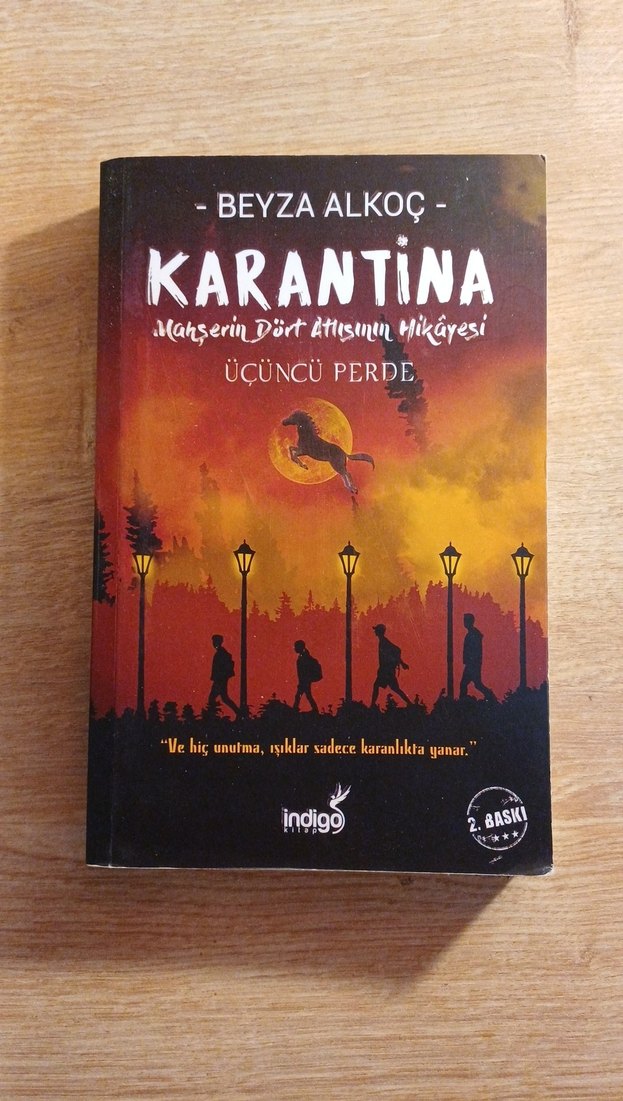 - BEYZA ALKOÇ -
KARANTİNA
Mahşerin Dört Atlısının Hikâyesi
ÜÇÜNCÜ PERDE
“Ve hiç unutma, ışıklar sadece karanlıkta yanar.”
indigo
kitap
2. BASKI